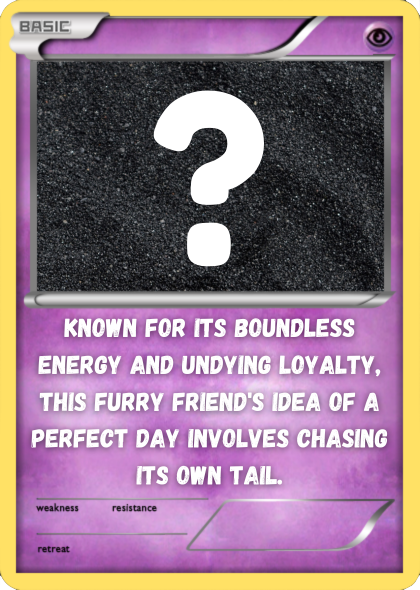 BASIC
?
KNOWN FOR ITS BOUNDLESS
ENERGY AND UNDYING LOYALTY,
THIS FURRY FRIEND'S IDEA OF A
PERFECT DAY INVOLVES CHASING
ITS OWN TAIL.
weakness resistance
retreat